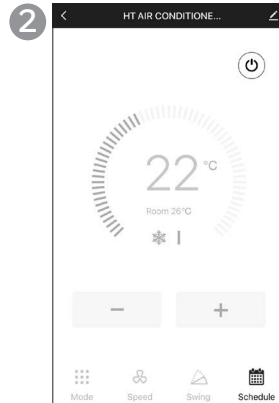 2
HT AIR CONDITIONE...
22°C
Room 26°C
Mode Speed Swing Schedule